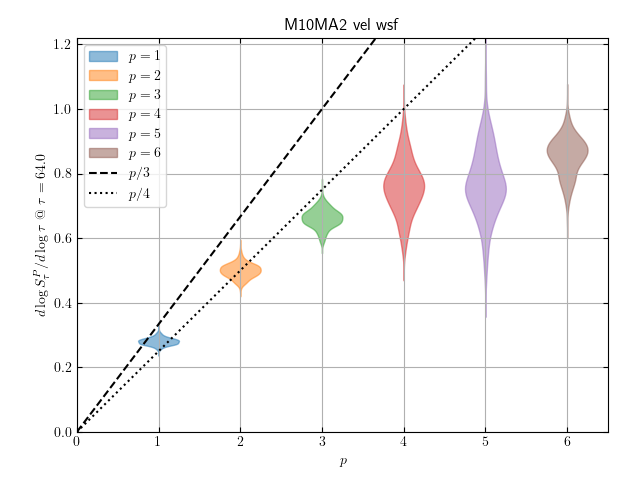 M10MA2 vel wsf
p = 1
p = 2
p = 3
p = 4
p = 5
p = 6
p/3
p/4
d log S_τ^P / d log τ @ τ = 64.0
1.2
1.0
0.8
0.6
0.4
0.2
0.0
0 1 2 3 4 5 6
p